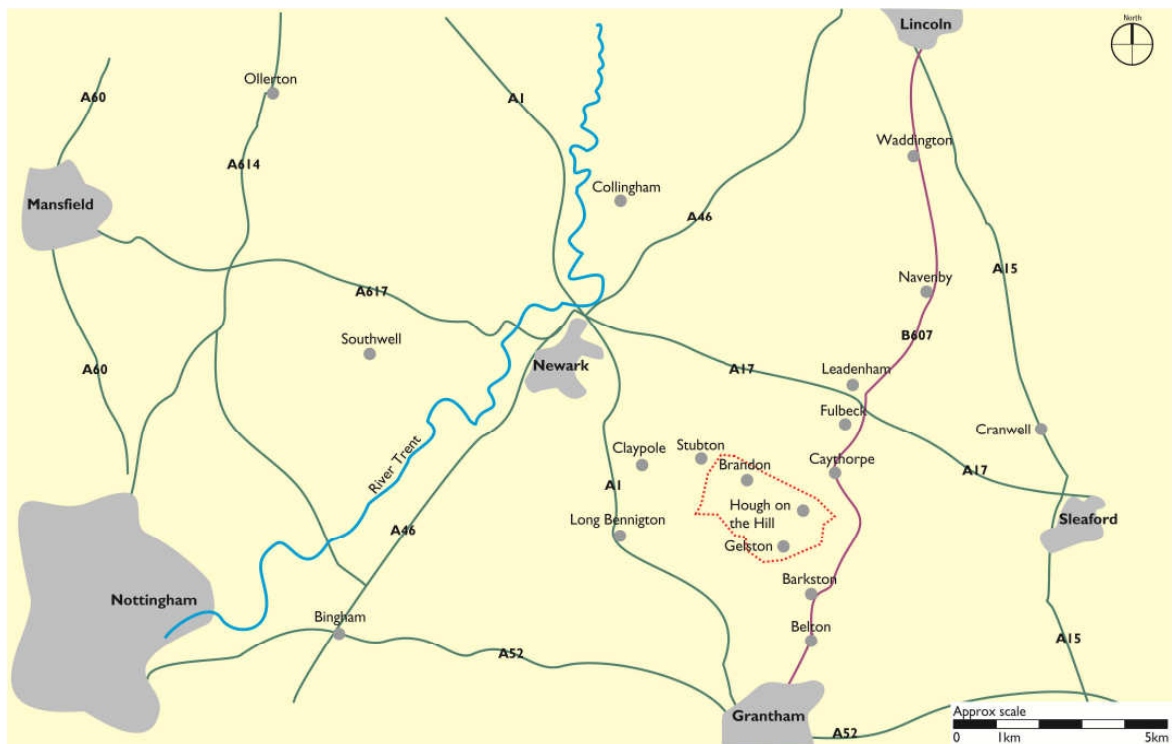 North
Lincoln
Ollerton
A60
A1
Waddington
A614
Collingham
Mansfield
A46
A15
Navenby
A617
B607
Southwell
Newark
A60
A17
Leadenham
Fulbeck
Cranwell
Claypole
Stubton
Caythorpe
Brandon
A17
River Trent
A1
Hough on
the Hill
Long Bennington
Sleaford
A46
Gelston
Barkston
Nottingham
Bingham
Belton
A15
A52
Grantham
Approx scale
A52
0 1km 5km